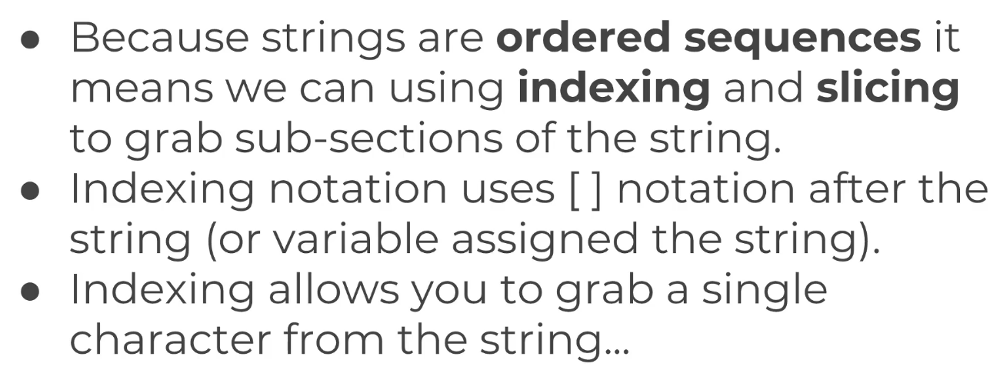 ● Because strings are ordered sequences it
means we can using indexing and slicing
to grab sub-sections of the string.
● Indexing notation uses [ ] notation after the
string (or variable assigned the string).
● Indexing allows you to grab a single
character from the string...